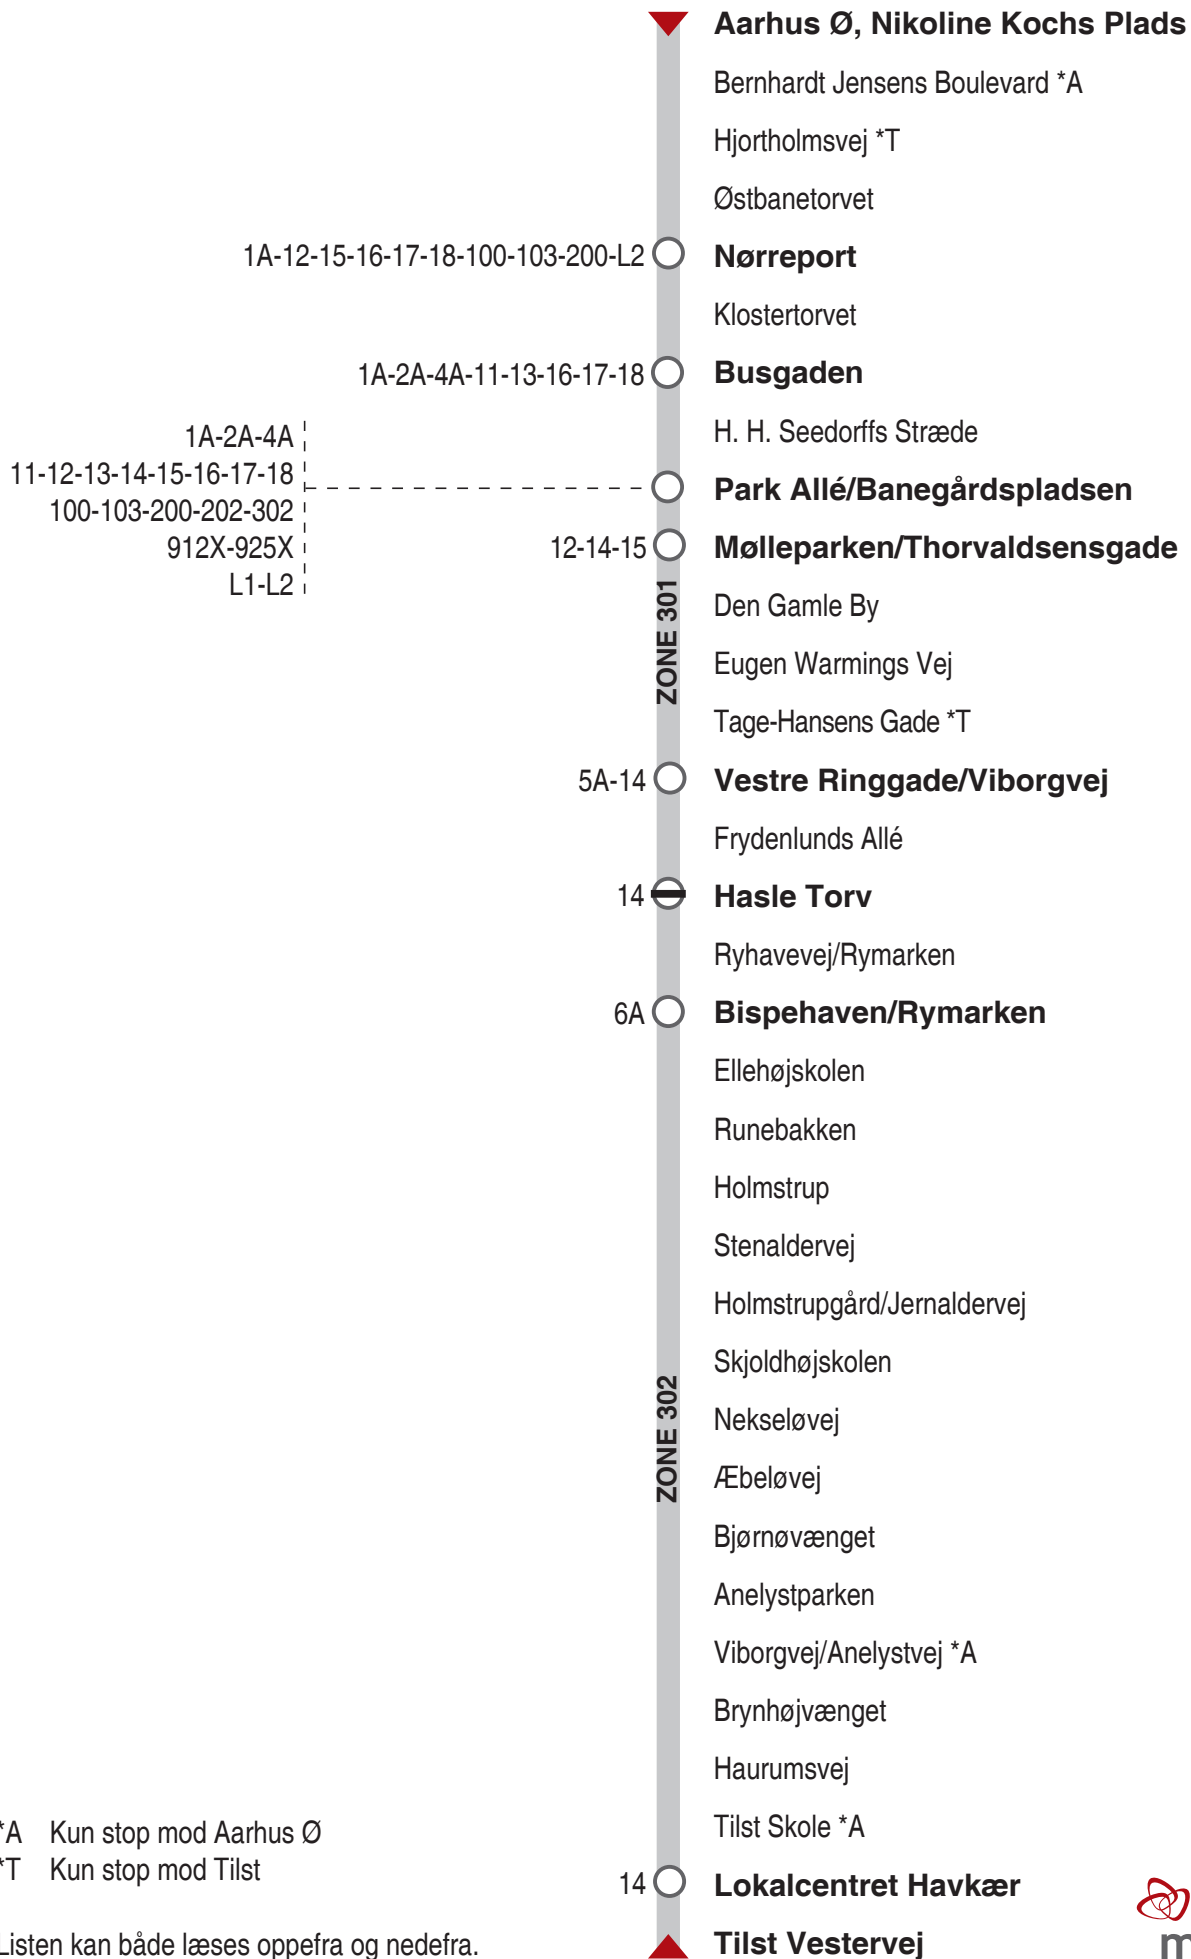 Aarhus Ø, Nikoline Kochs Plads
Bernhardt Jensens Boulevard *A
Hjortholmsvej *T
Østbanetorvet
1A-12-15-16-17-18-100-103-200-L2 Nørreport
Klostertorvet
1A-2A-4A-11-13-16-17-18 Busgaden
H. H. Seedorffs Stræde
1A-2A-4A
11-12-13-14-15-16-17-18
100-103-200-202-302
912X-925X
L1-L2
Park Allé/Banegårdspladsen
12-14-15 Mølleparken/Thorvaldsensgade
ZONE 301
Den Gamle By
Eugen Warmings Vej
Tage-Hansens Gade *T
5A-14 Vestre Ringgade/Viborgvej
Frydenlunds Allé
14 Hasle Torv
Ryhavevej/Rymarken
6A Bispehaven/Rymarken
Ellehøjskolen
Runebakken
Holmstrup
Stenaldervej
Holmstrupgård/Jernaldervej
Skjoldhøjskolen
ZONE 302
Nekseløvej
Æbeløvej
Bjørnøvænget
Anelystparken
Viborgvej/Anelystvej *A
Brynhøjvænget
Haurumsvej
Tilst Skole *A
14 Lokalcentret Havkær
Tilst Vestervej
*A Kun stop mod Aarhus Ø
*T Kun stop mod Tilst
Listen kan både læses oppefra og nedefra.